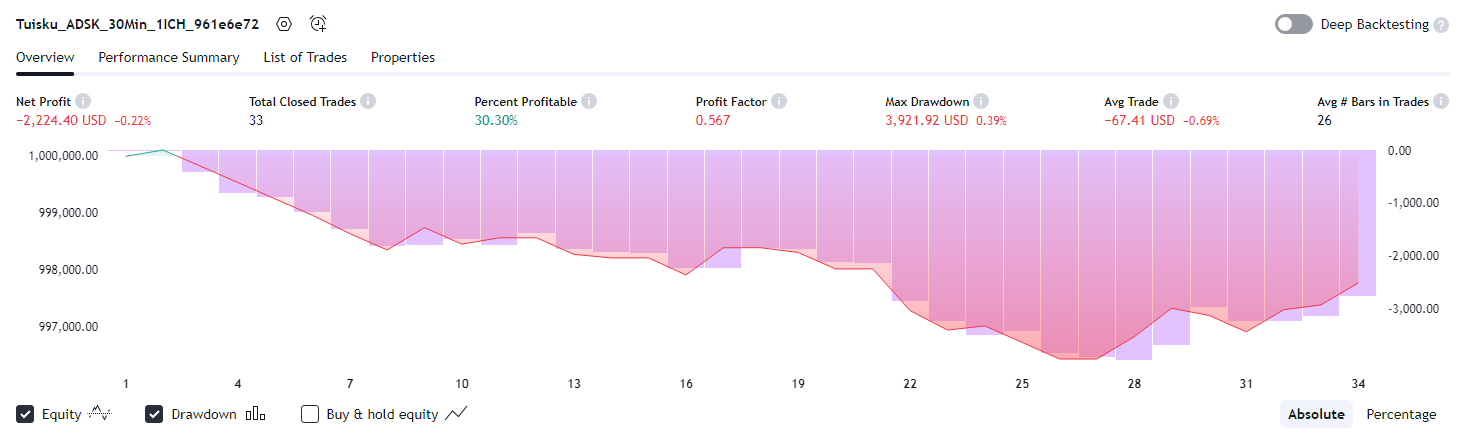 Tuisku_ADSK_30Min_1ICH_961e6e72 Deep Backtesting ?
Overview Performance Summary List of Trades Properties
Net Profit Total Closed Trades Percent Profitable Profit Factor Max Drawdown Avg Trade Avg # Bars in Trades
−2,224.40 USD −0.22% 33 30.30% 0.567 3,921.92 USD 0.39% −67.41 USD −0.69% 26
1,000,000.00 0.00
999,000.00 -1,000.00
998,000.00 -2,000.00
997,000.00 -3,000.00
1 4 7 10 13 16 19 22 25 28 31 34
Equity Drawdown Buy & hold equity Absolute Percentage